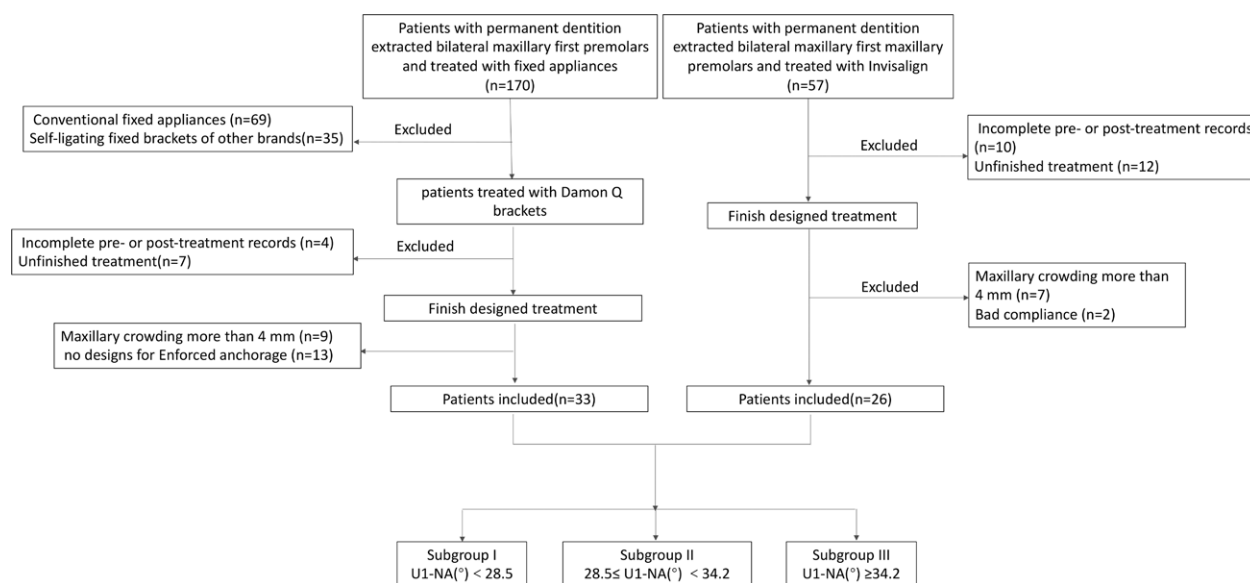 Patients with permanent dentition
extracted bilateral maxillary first premolars
and treated with fixed appliances
(n=170)
Patients with permanent dentition
extracted bilateral maxillary first maxillary
premolars and treated with Invisalign
(n=57)
Conventional fixed appliances (n=69)
Self-ligating fixed brackets of other brands(n=35)
Excluded
Excluded
Incomplete pre- or post-treatment records
(n=10)
Unfinished treatment (n=12)
patients treated with Damon Q
brackets
Finish designed treatment
Incomplete pre- or post-treatment records (n=4)
Unfinished treatment(n=7)
Excluded
Excluded
Maxillary crowding more than
4 mm (n=7)
Bad compliance (n=2)
Finish designed treatment
Maxillary crowding more than 4 mm (n=9)
no designs for Enforced anchorage (n=13)
Patients included(n=33)
Patients included(n=26)
Subgroup I
U1-NA(°) < 28.5
Subgroup II
28.5≤ U1-NA(°) < 34.2
Subgroup III
U1-NA(°) ≥34.2